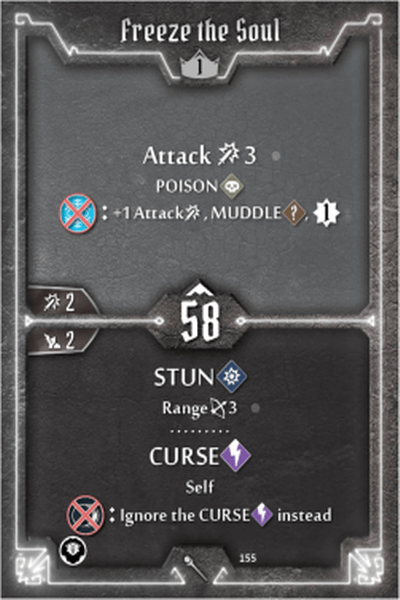 Freeze the Soul
1
Attack 3
POISON
: +1 Attack , MUDDLE ? , 1
2
58
2
STUN
Range 3
CURSE
Self
: Ignore the CURSE instead
155